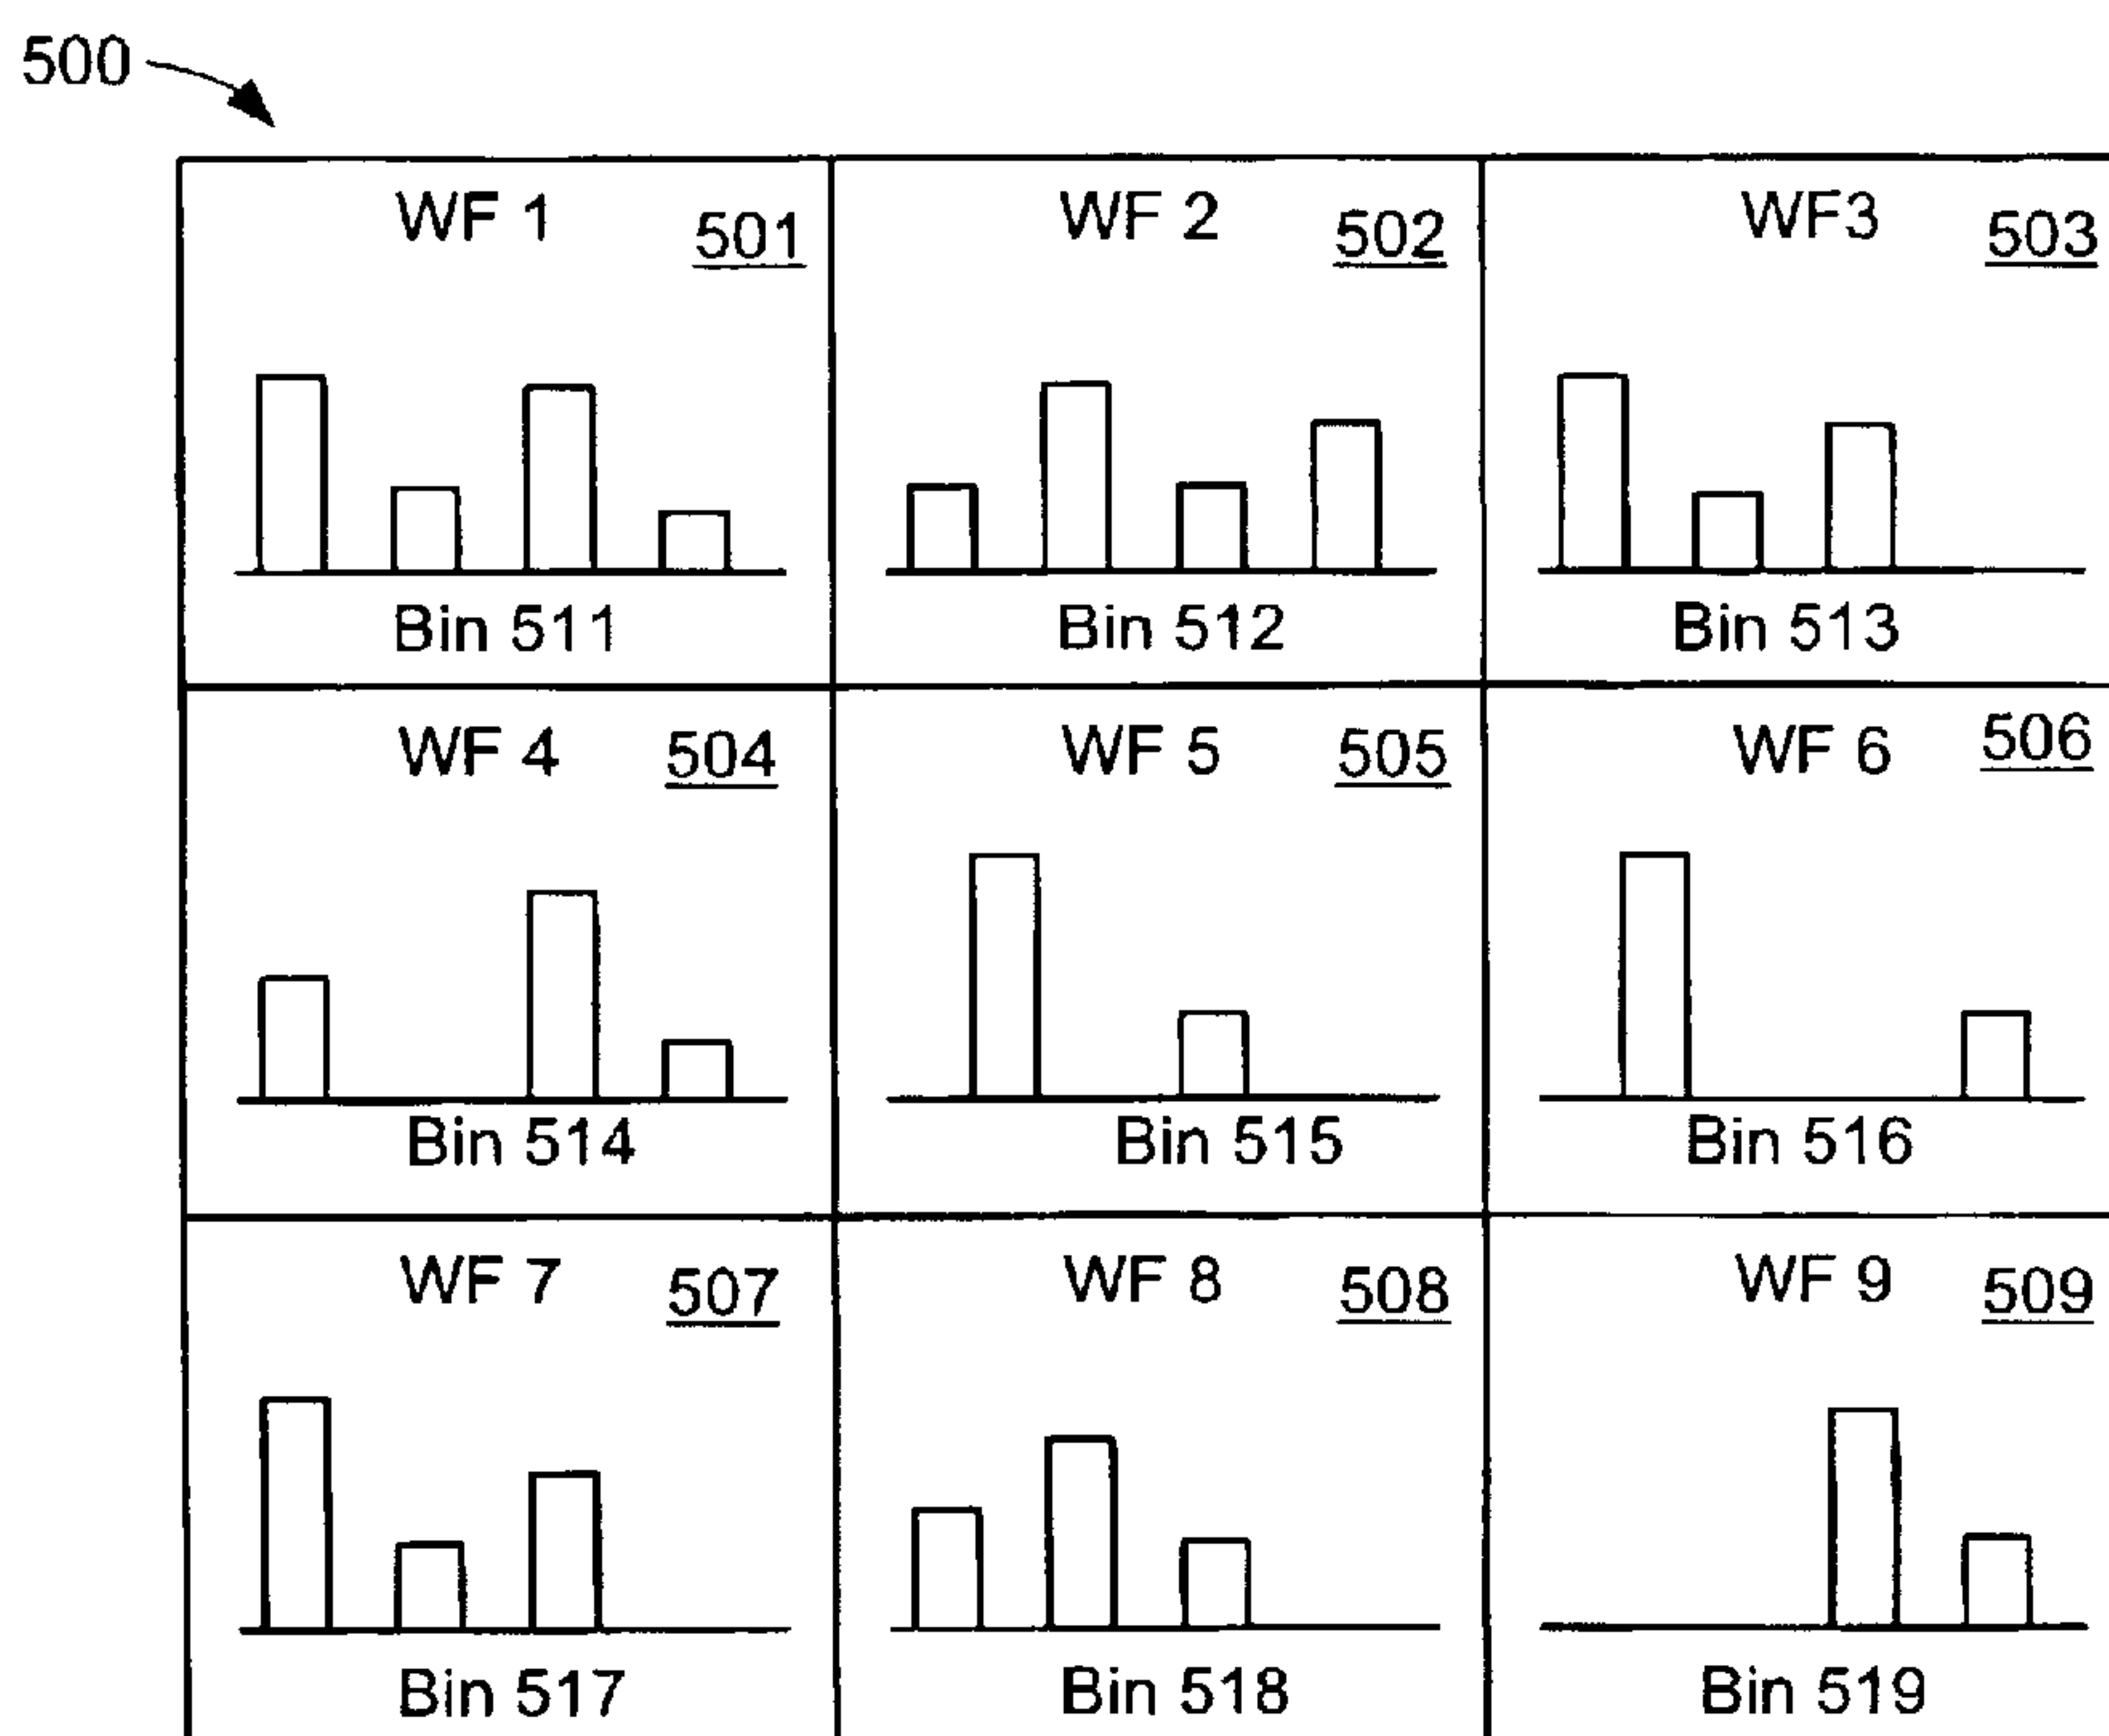 500
WF 1
501
WF 2
502
WF3
503
Bin 511
Bin 512
Bin 513
WF 4
504
WF 5
505
WF 6
506
Bin 514
Bin 515
Bin 516
WF 7
507
WF 8
508
WF 9
509
Bin 517
Bin 518
Bin 519